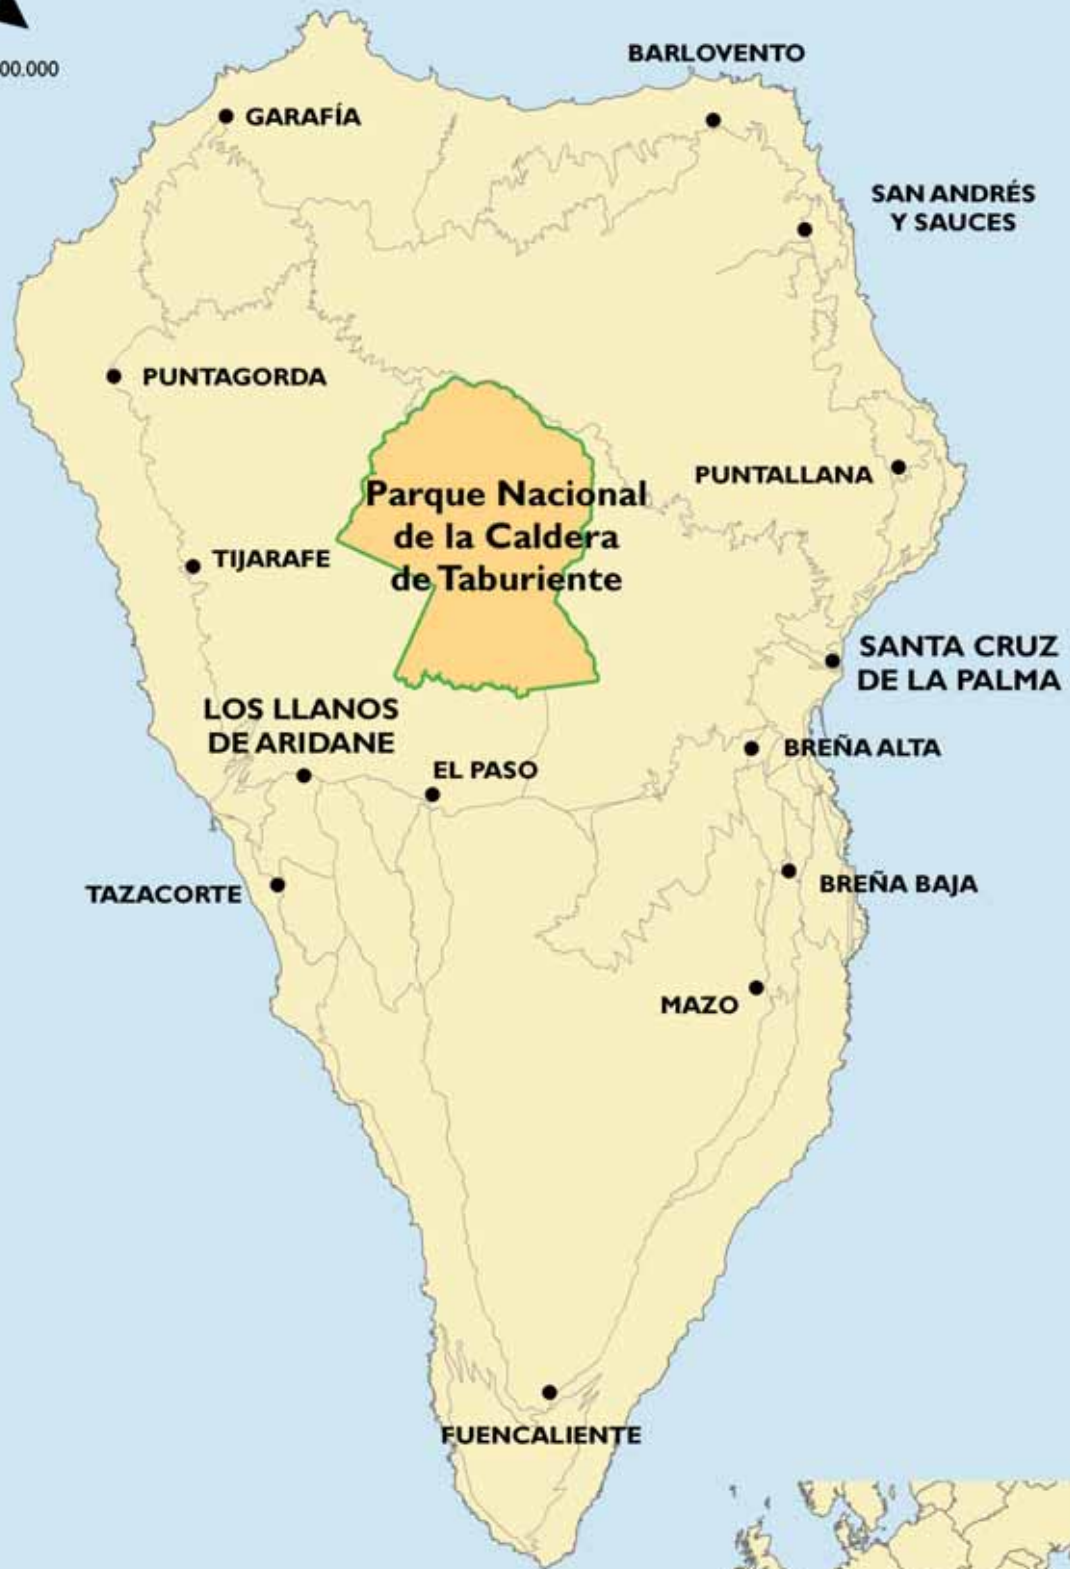 00.000
BARLOVENTO
GARAFÍA
SAN ANDRÉS
Y SAUCES
PUNTAGORDA
PUNTALLANA
Parque Nacional
de la Caldera
de Taburiente
TIJARAFE
SANTA CRUZ
DE LA PALMA
LOS LLANOS
DE ARIDANE
BREÑA ALTA
EL PASO
TAZACORTE
BREÑA BAJA
MAZO
FUENCALIENTE